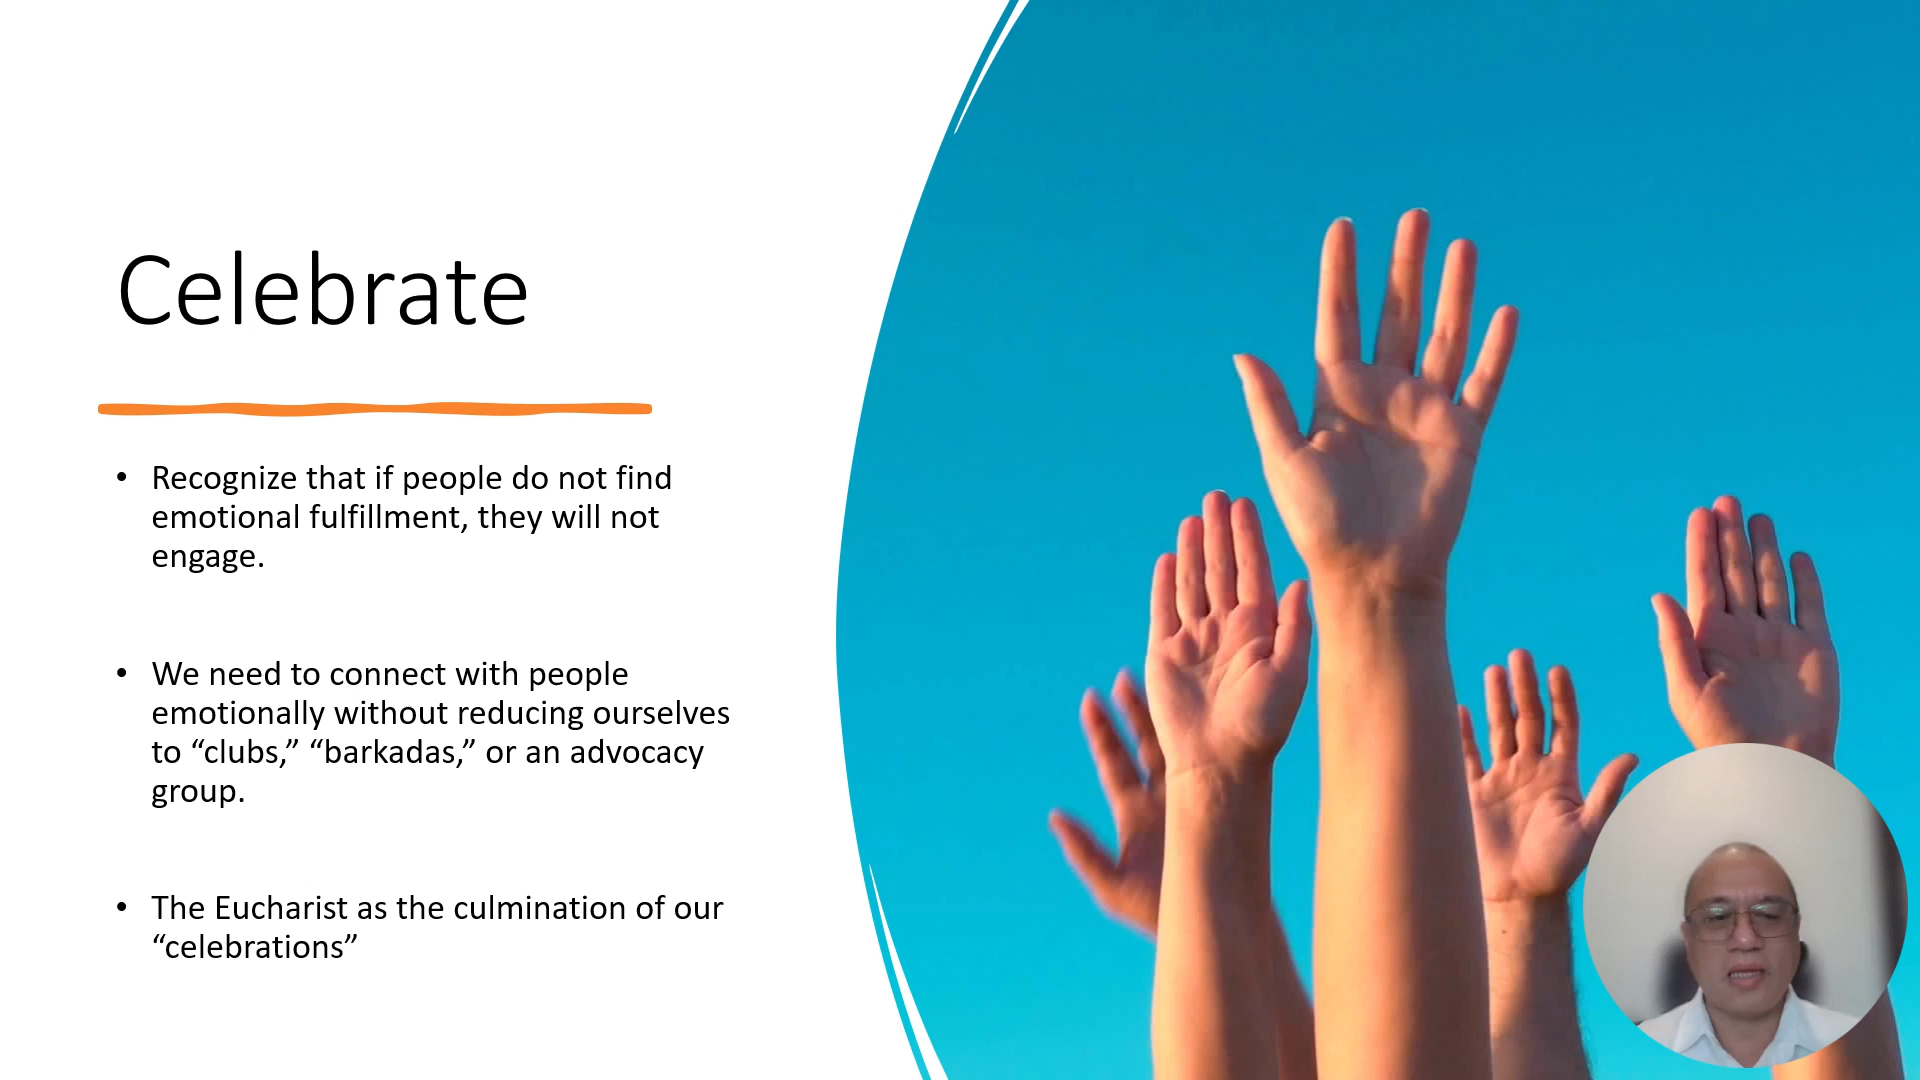 Celebrate
• Recognize that if people do not find
emotional fulfillment, they will not
engage.
• We need to connect with people
emotionally without reducing ourselves
to “clubs,” “barkadas,” or an advocacy
group.
• The Eucharist as the culmination of our
“celebrations”